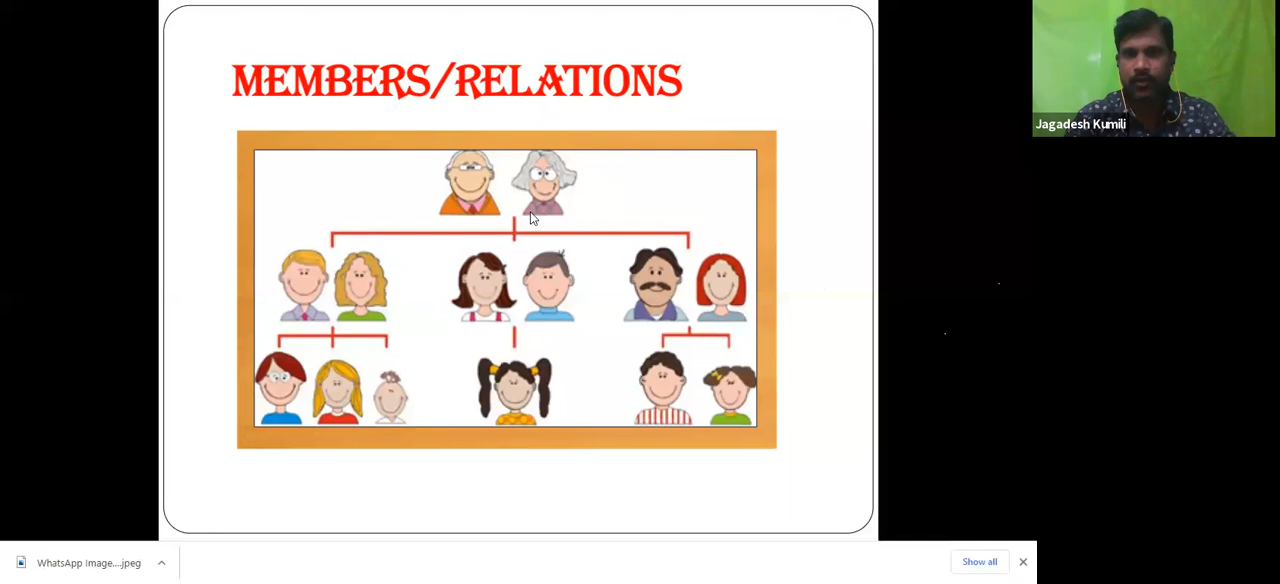 MEMBERS/RELATIONS
Jagadesh Kumili
WhatsApp Image....jpeg
Show all